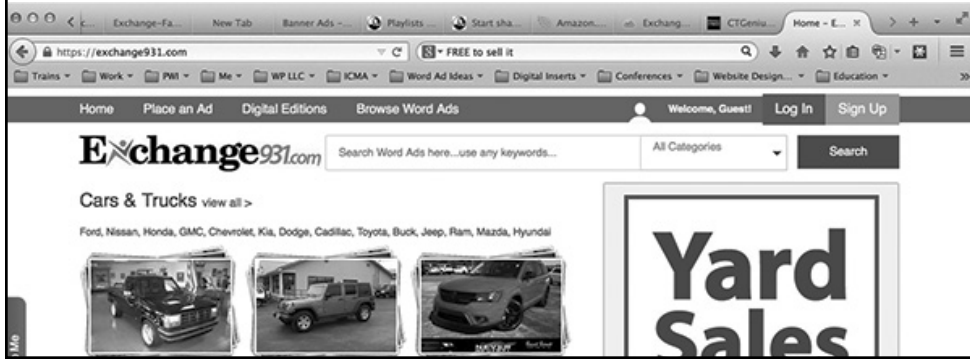 c... Exchange-Fa... New Tab Banner Ads -... Playlists ... Start sha... Amazon.... Exchang... CTGeniu... Home - E... × > +
https://exchange931.com FREE to sell it
Trains Work PWI Me WP LLC ICMA Word Ad Ideas Digital Inserts Conferences Website Design... Education
Home Place an Ad Digital Editions Browse Word Ads Welcome, Guest! Log In Sign Up
Exchange931.com Search Word Ads here...use any keywords... All Categories Search
Cars & Trucks view all >
Ford, Nissan, Honda, GMC, Chevrolet, Kia, Dodge, Cadillac, Toyota, Buck, Jeep, Ram, Mazda, Hyundai
Yard
Sales
Me